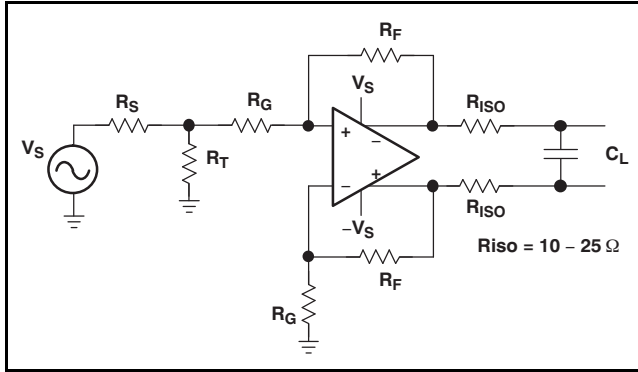 R_F
V_S
R_S
R_G
R_ISO
V_S
+
−
R_T
C_L
−
+
R_ISO
−V_S
Riso = 10 − 25 Ω
R_F
R_G